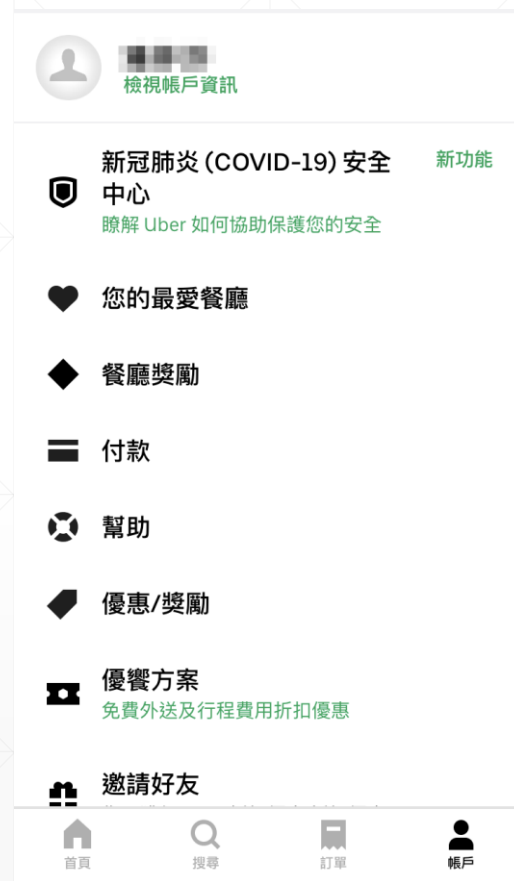 檢視帳戶資訊
新冠肺炎 (COVID-19) 安全
中心
新功能
瞭解 Uber 如何協助保護您的安全
您的最愛餐廳
餐廳獎勵
付款
幫助
優惠/獎勵
優饗方案
免費外送及行程費用折扣優惠
邀請好友
首頁
搜尋
訂單
帳戶